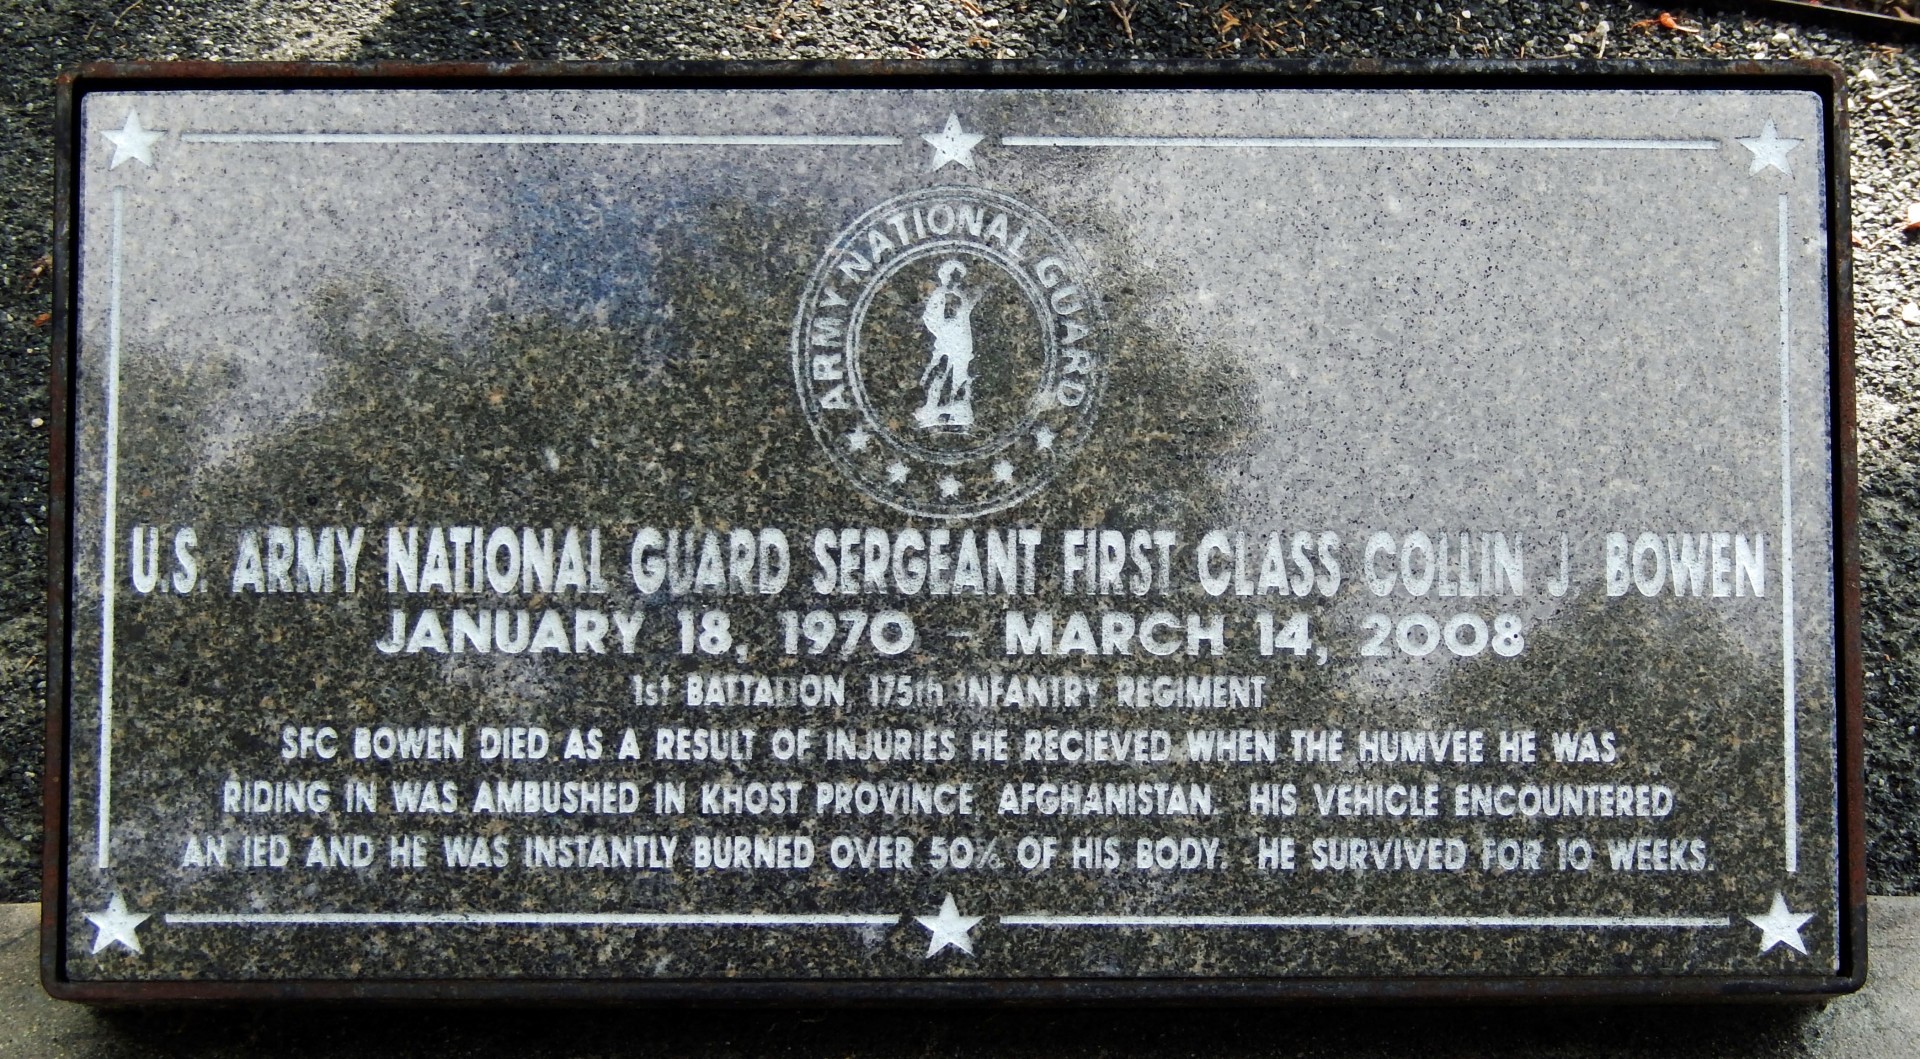 ARMY NATIONAL GUARD
U.S. ARMY NATIONAL GUARD SERGEANT FIRST CLASS COLLIN J. BOWEN
JANUARY 18, 1970 - MARCH 14, 2008
1st BATTALION, 175th INFANTRY REGIMENT
SFC BOWEN DIED AS A RESULT OF INJURIES HE RECIEVED WHEN THE HUMVEE HE WAS
RIDING IN WAS AMBUSHED IN KHOST PROVINCE, AFGHANISTAN. HIS VEHICLE ENCOUNTERED
AN IED AND HE WAS INSTANTLY BURNED OVER 50% OF HIS BODY. HE SURVIVED FOR 10 WEEKS.